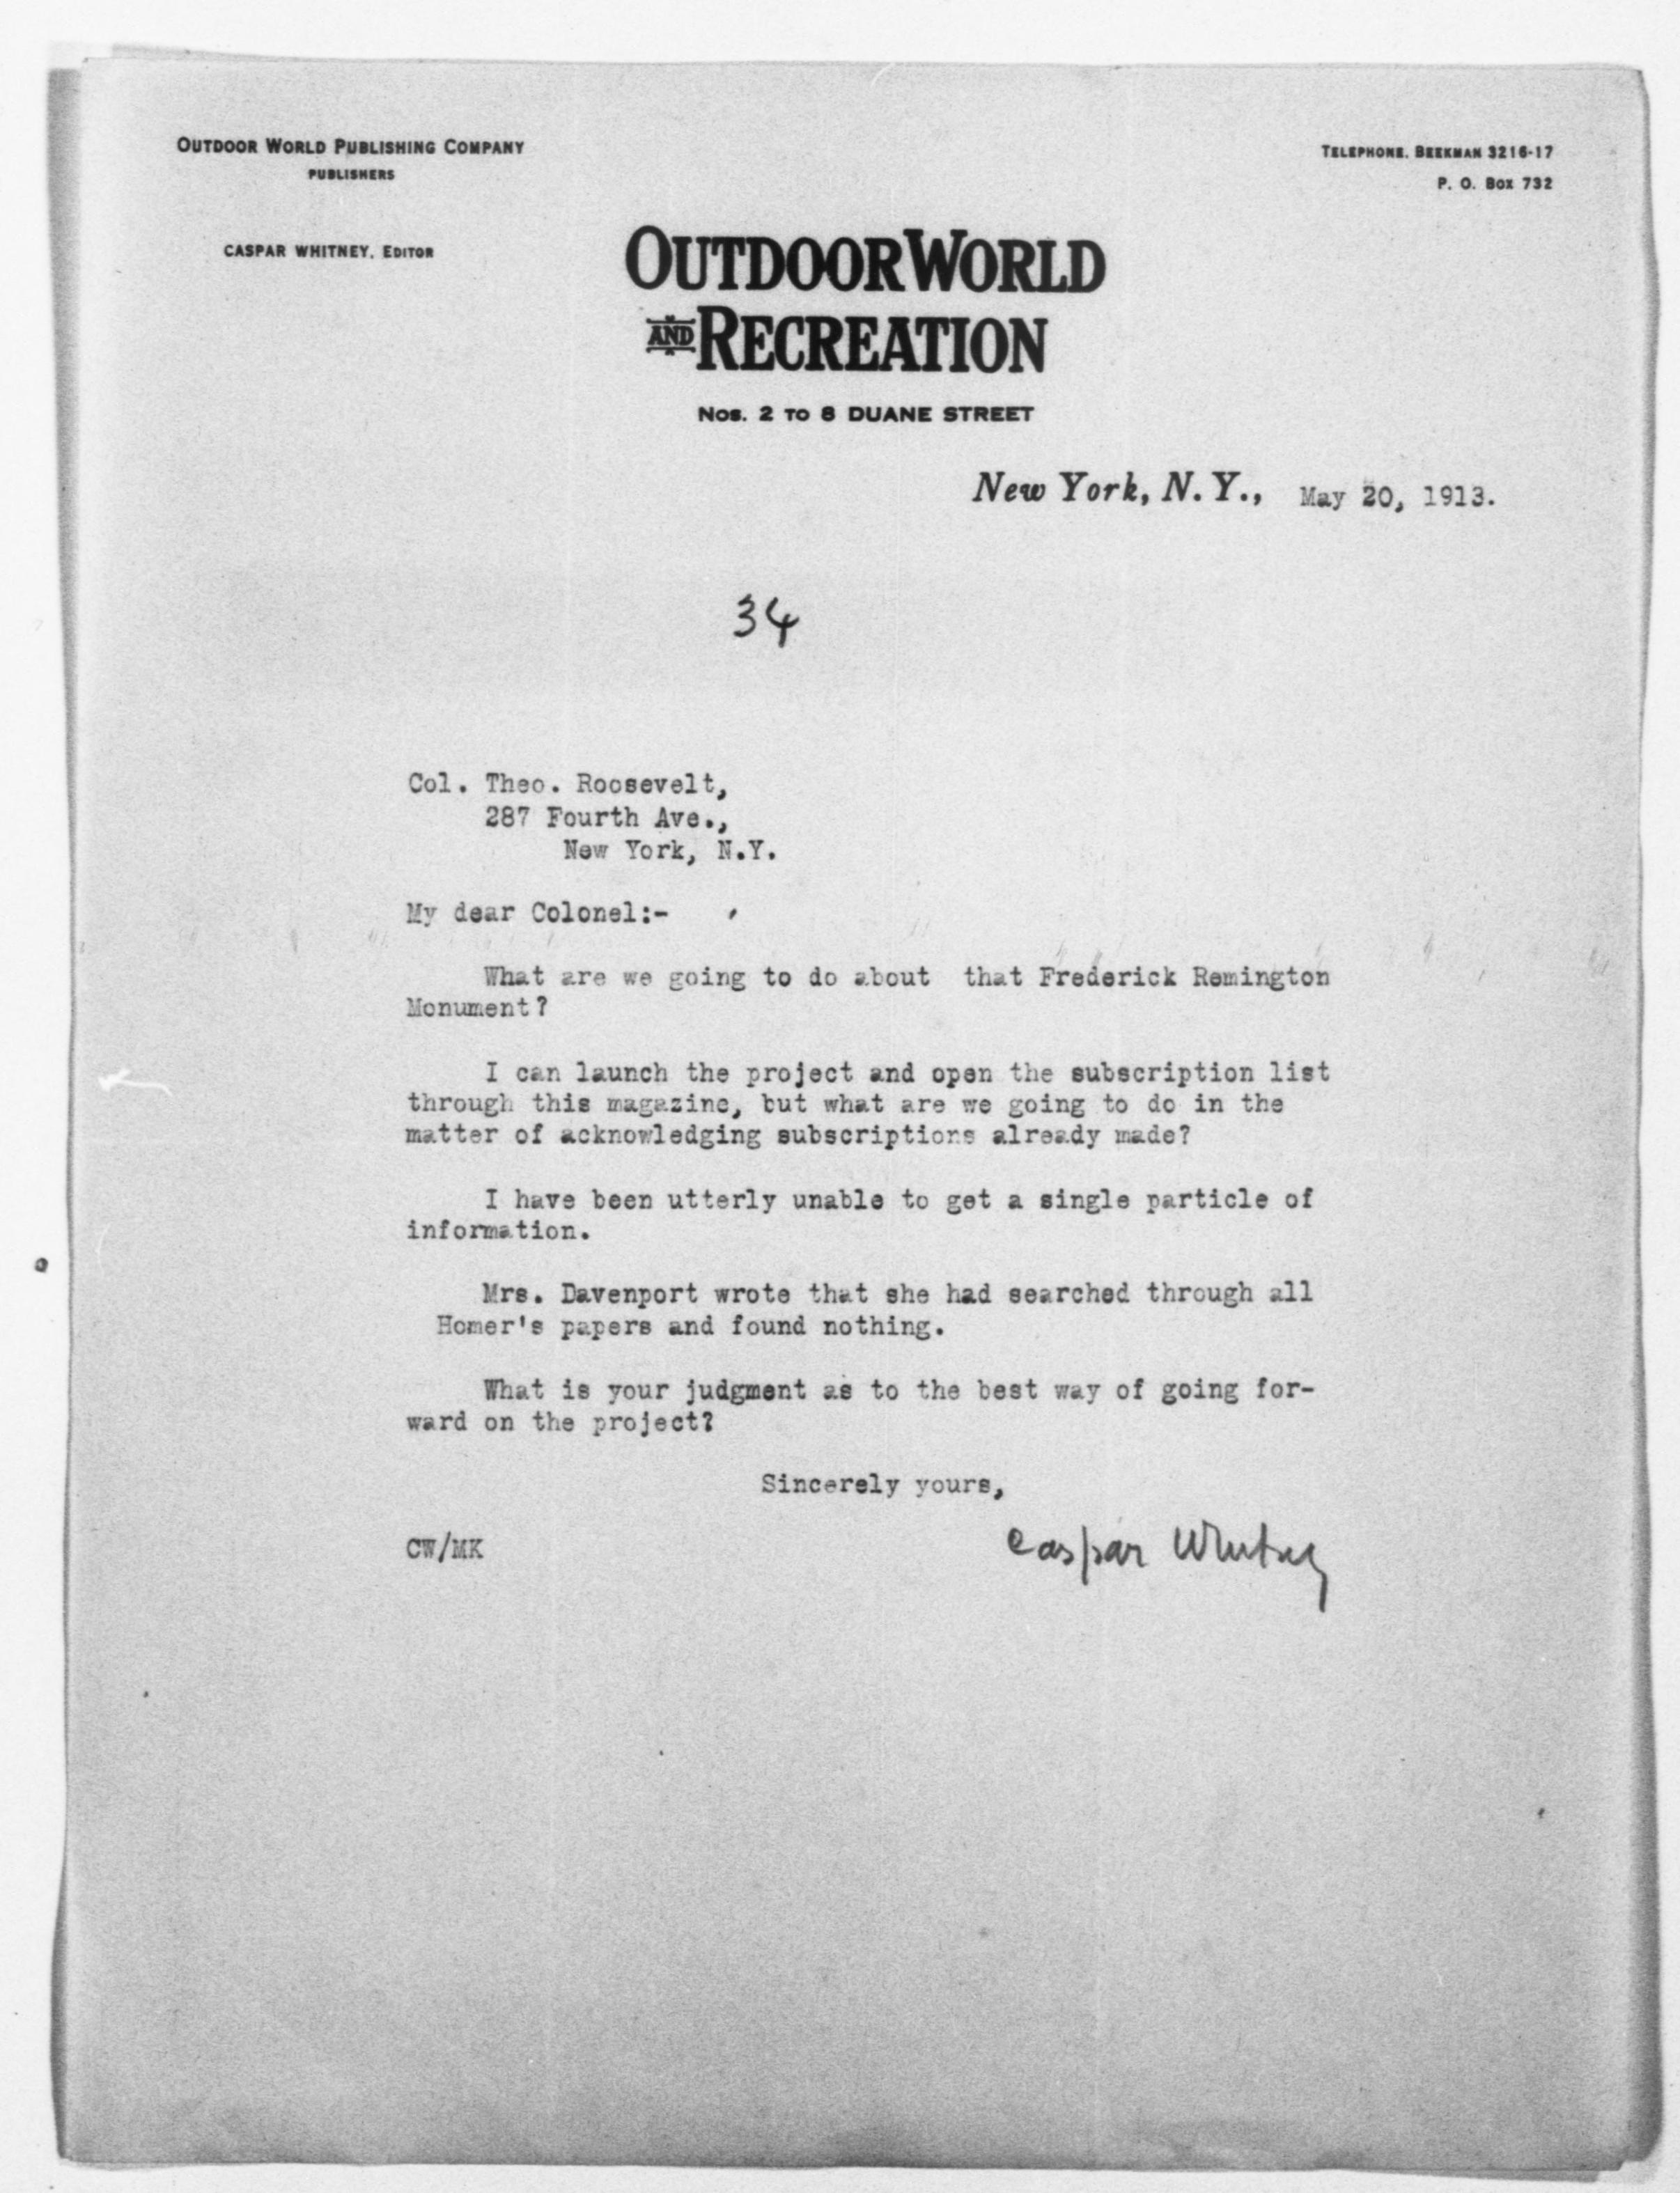 OUTDOOR WORLD PUBLISHING COMPANY
PUBLISHERS
TELEPHONE. BEEKMAN 3216-17
P. O. Box 732
CASPAR WHITNEY, EDITOR
OUTDOOR WORLD
AND RECREATION
Nos. 2 TO 8 DUANE STREET
New York, N. Y., May 20, 1913.
34
Col. Theo. Roosevelt,
287 Fourth Ave.,
New York, N.Y.
My dear Colonel:-
What are we going to do about that Frederick Remington
Monument?
I can launch the project and open the subscription list
through this magazine, but what are we going to do in the
matter of acknowledging subscriptions already made?
I have been utterly unable to get a single particle of
information.
Mrs. Davenport wrote that she had searched through all
Homer's papers and found nothing.
What is your judgment as to the best way of going for-
ward on the project?
Sincerely yours,
CW/MK
Caspar Whitney